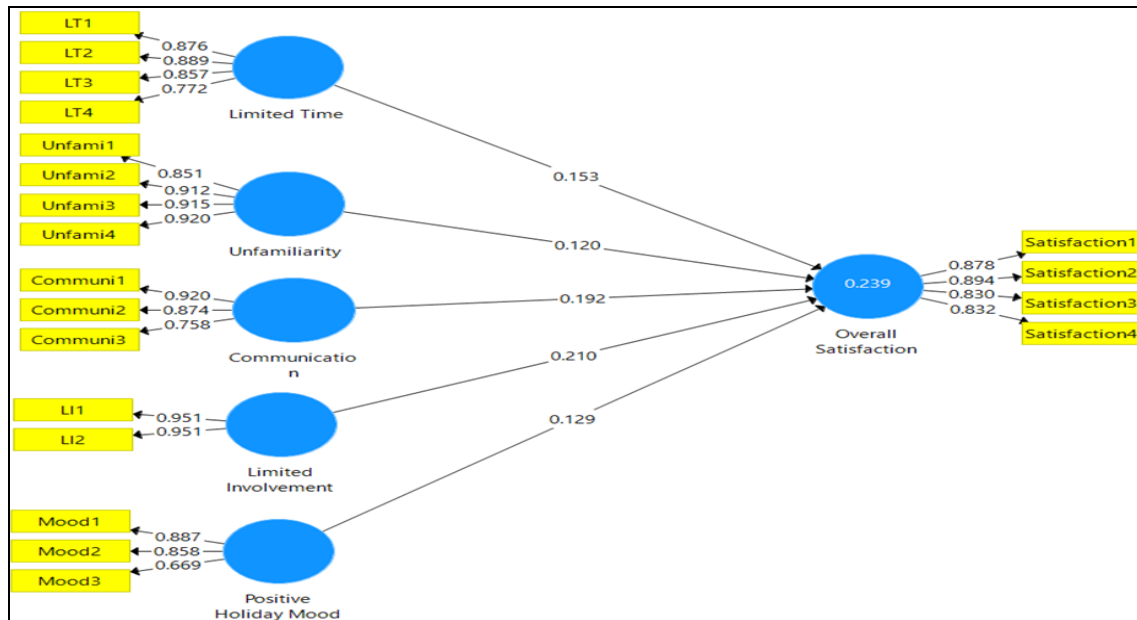 LT1
LT2
LT3
LT4
0.876
0.889
0.857
0.772
Limited Time
0.153
Unfami1
Unfami2
Unfami3
Unfami4
0.851
0.912
0.915
0.920
Unfamiliarity
0.120
Communi1
Communi2
Communi3
0.920
0.874
0.758
Communicatio
n
0.192
LI1
LI2
0.951
0.951
Limited
Involvement
0.210
Mood1
Mood2
Mood3
0.887
0.858
0.669
Positive
Holiday Mood
0.129
0.239
Overall
Satisfaction
0.878
0.894
0.830
0.832
Satisfaction1
Satisfaction2
Satisfaction3
Satisfaction4